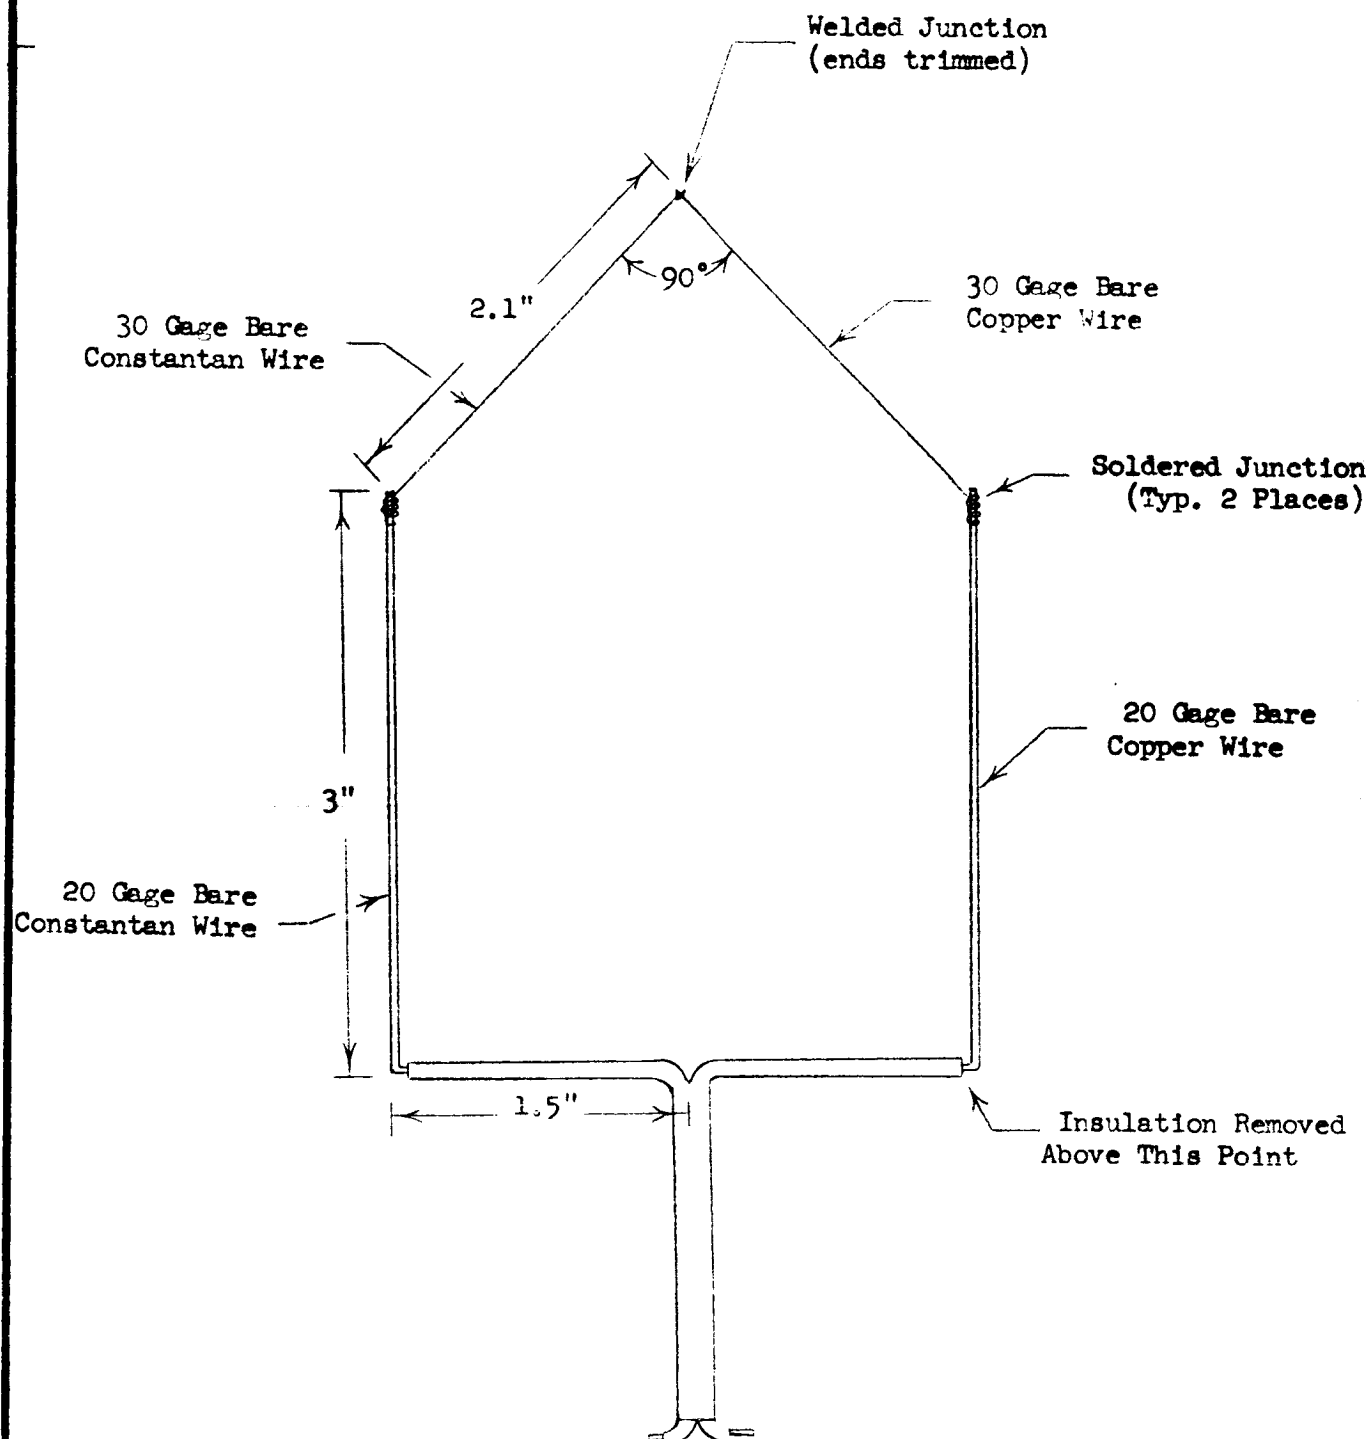 Welded Junction
(ends trimmed)
90°
2.1"
30 Gage Bare
Copper Wire
30 Gage Bare
Constantan Wire
Soldered Junction
(Typ. 2 Places)
20 Gage Bare
Copper Wire
3"
20 Gage Bare
Constantan Wire
1.5"
Insulation Removed
Above This Point